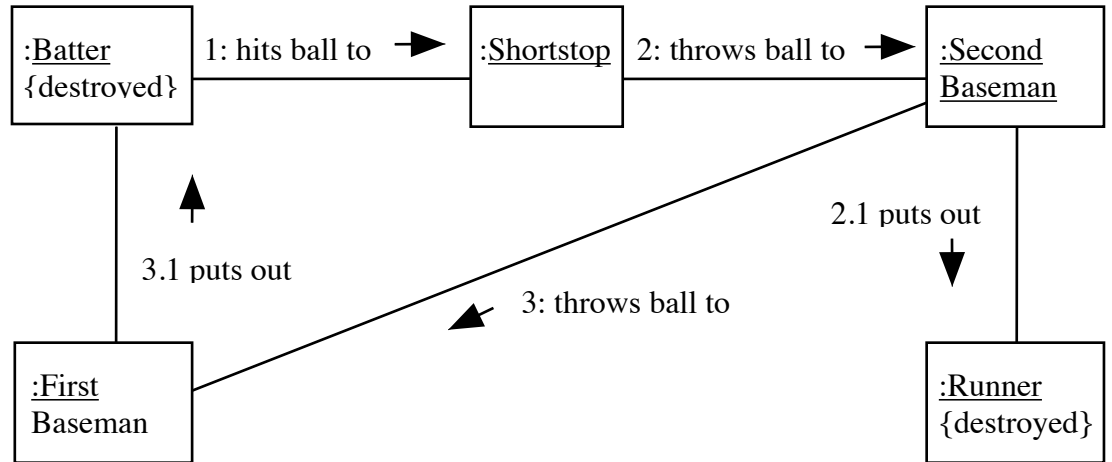 :Batter
{destroyed}
1: hits ball to
:Shortstop
2: throws ball to
:Second
Baseman
2.1 puts out
3.1 puts out
3: throws ball to
:First
Baseman
:Runner
{destroyed}